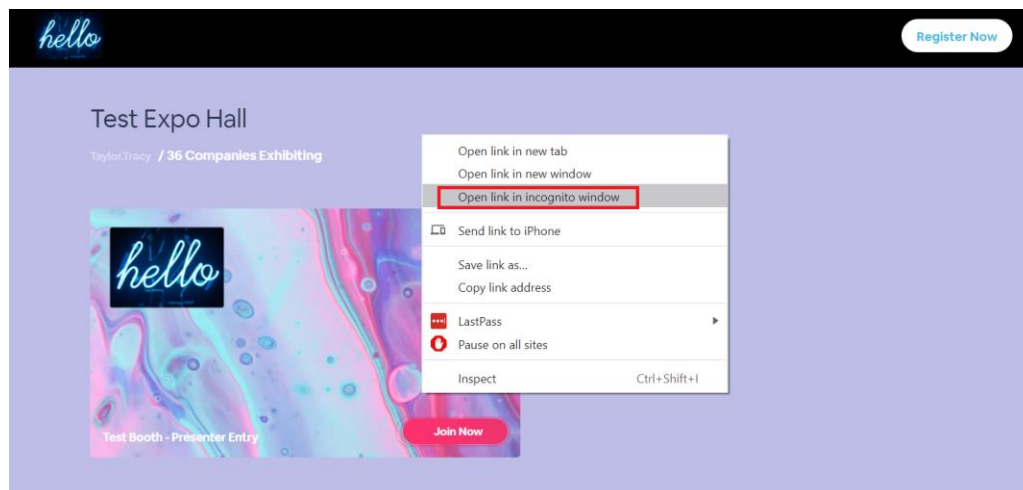 hello
Register Now
Test Expo Hall
Taylor.Tracy / 36 Companies Exhibiting
hello
Test Booth - Presenter Entry
Join Now
Open link in new tab
Open link in new window
Open link in incognito window
Send link to iPhone
Save link as...
Copy link address
LastPass
Pause on all sites
Inspect Ctrl+Shift+I